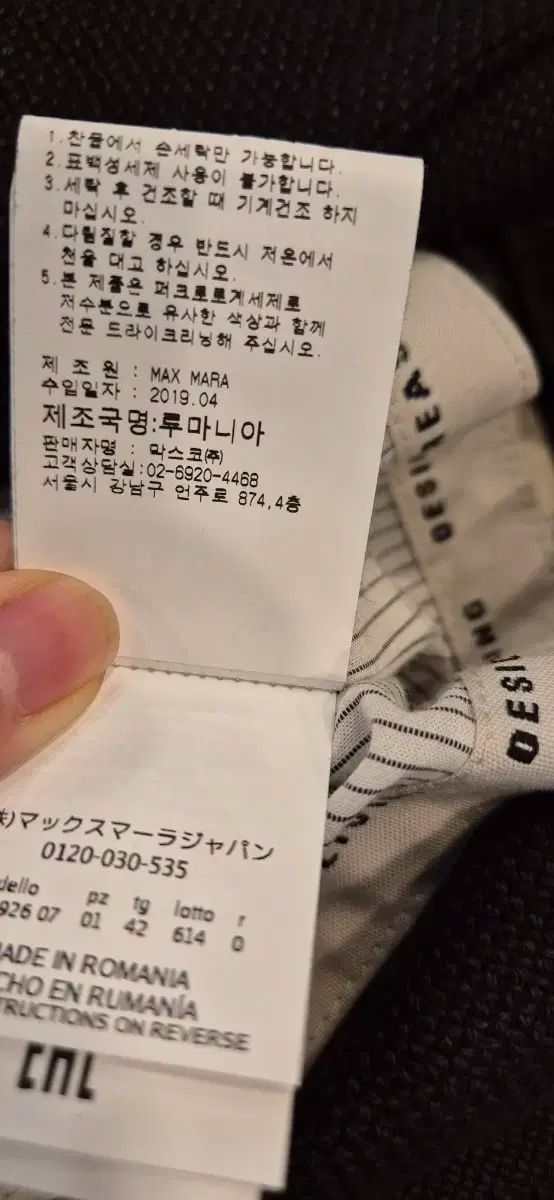 1.찬물에서 손세탁만 가능합니다.
2.표백성세제 사용이 불가합니다.
3.세탁 후 건조할 때 기계건조 하지
마십시오.
4.다림질할 경우 반드시 저온에서
천을 대고 하십시오.
5.본 제품은 퍼크로로계세제로
저수분으로 유사한 색상과 함께
전문 드라이크리닝해 주십시오.
제 조 원 : MAX MARA
수입일자 : 2019.04
제조국명:루마니아
판매자명 : 막스코㈜
고객상담실:02-6920-4468
서울시 강남구 언주로 874,4층
マックスマーラジャパン
0120-030-535
pz tg lotto r
926 07 01 42 614 0
MADE IN ROMANIA
EN RUMANÍA
ON REVERSE
DESI